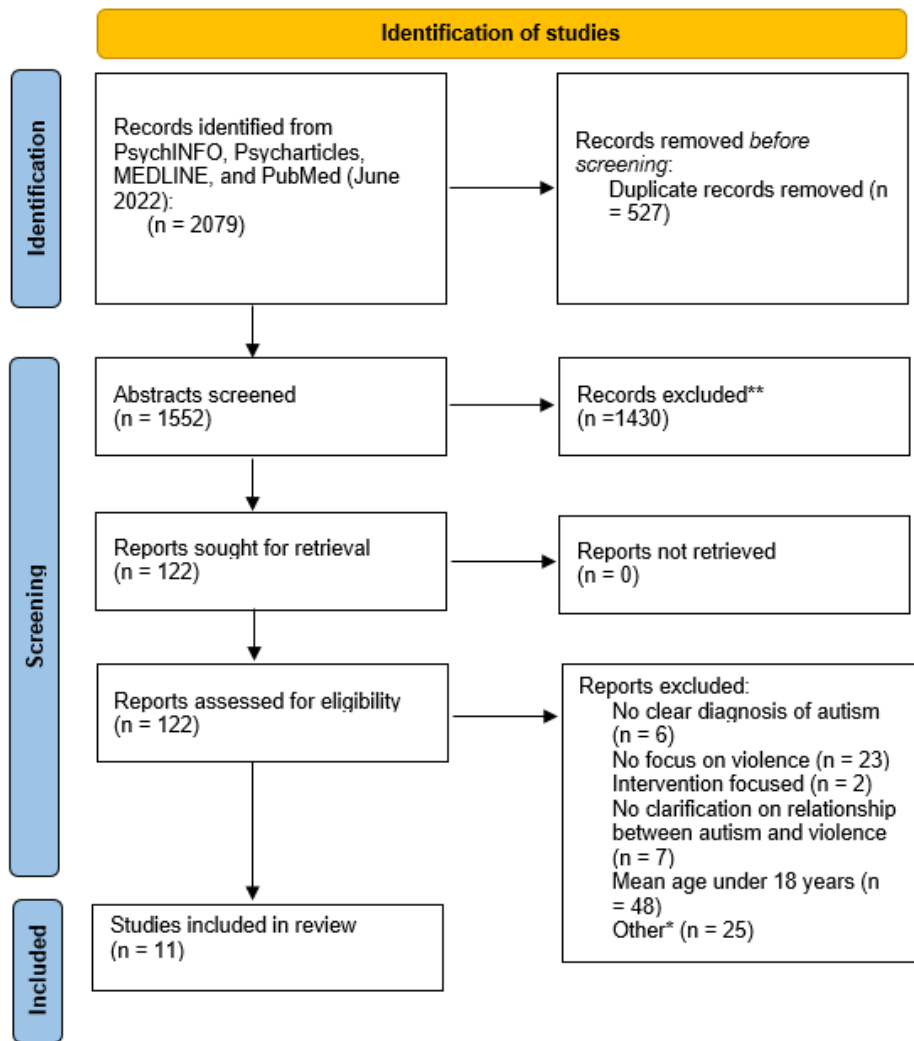 Identification of studies
Identification
Records identified from
PsychINFO, Psycharticles,
MEDLINE, and PubMed (June
2022):
(n = 2079)
Records removed before
screening:
Duplicate records removed (n
= 527)
Screening
Abstracts screened
(n = 1552)
Records excluded**
(n =1430)
Reports sought for retrieval
(n = 122)
Reports not retrieved
(n = 0)
Reports assessed for eligibility
(n = 122)
Reports excluded:
No clear diagnosis of autism
(n = 6)
No focus on violence (n = 23)
Intervention focused (n = 2)
No clarification on relationship
between autism and violence
(n = 7)
Mean age under 18 years (n
= 48)
Other* (n = 25)
Included
Studies included in review
(n = 11)